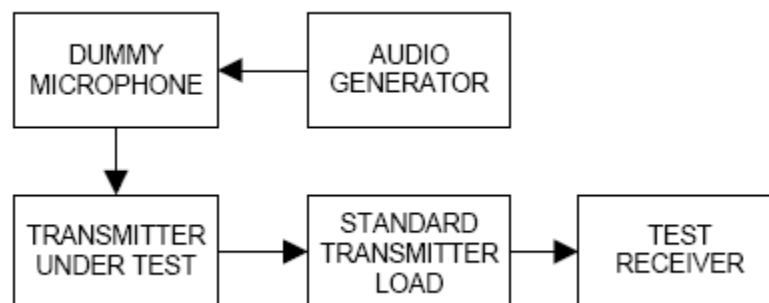 DUMMY
MICROPHONE
AUDIO
GENERATOR
TRANSMITTER
UNDER TEST
STANDARD
TRANSMITTER
LOAD
TEST
RECEIVER